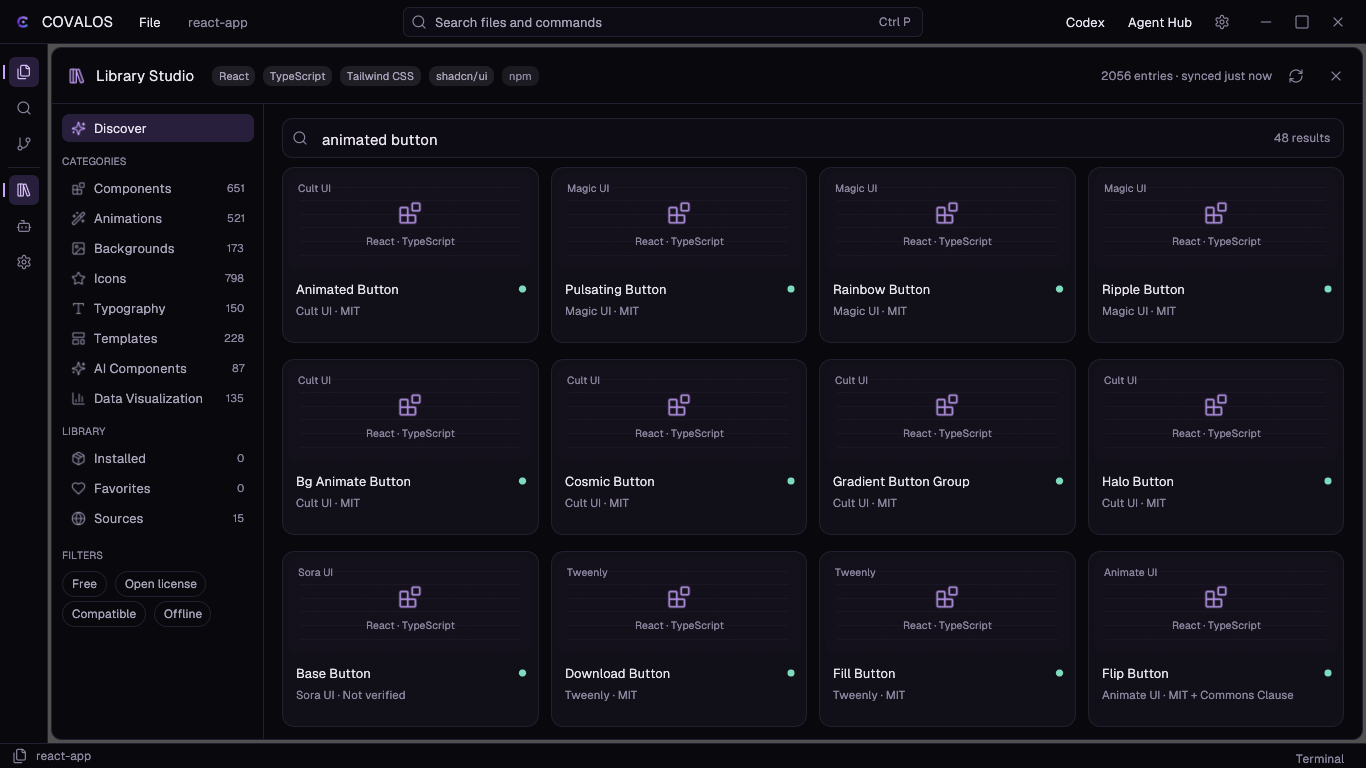 COVALOS File react-app Search files and commands Ctrl P Codex Agent Hub
Library Studio React TypeScript Tailwind CSS shadcn/ui npm 2056 entries · synced just now
Discover
CATEGORIES
Components 651
Animations 521
Backgrounds 173
Icons 798
Typography 150
Templates 228
AI Components 87
Data Visualization 135
LIBRARY
Installed 0
Favorites 0
Sources 15
FILTERS
Free Open license
Compatible Offline
animated button 48 results
Cult UI
React · TypeScript
Animated Button
Cult UI · MIT
Magic UI
React · TypeScript
Pulsating Button
Magic UI · MIT
Magic UI
React · TypeScript
Rainbow Button
Magic UI · MIT
Magic UI
React · TypeScript
Ripple Button
Magic UI · MIT
Cult UI
React · TypeScript
Bg Animate Button
Cult UI · MIT
Cult UI
React · TypeScript
Cosmic Button
Cult UI · MIT
Cult UI
React · TypeScript
Gradient Button Group
Cult UI · MIT
Cult UI
React · TypeScript
Halo Button
Cult UI · MIT
Sora UI
React · TypeScript
Base Button
Sora UI · Not verified
Tweenly
React · TypeScript
Download Button
Tweenly · MIT
Tweenly
React · TypeScript
Fill Button
Tweenly · MIT
Animate UI
React · TypeScript
Flip Button
Animate UI · MIT + Commons Clause
react-app Terminal